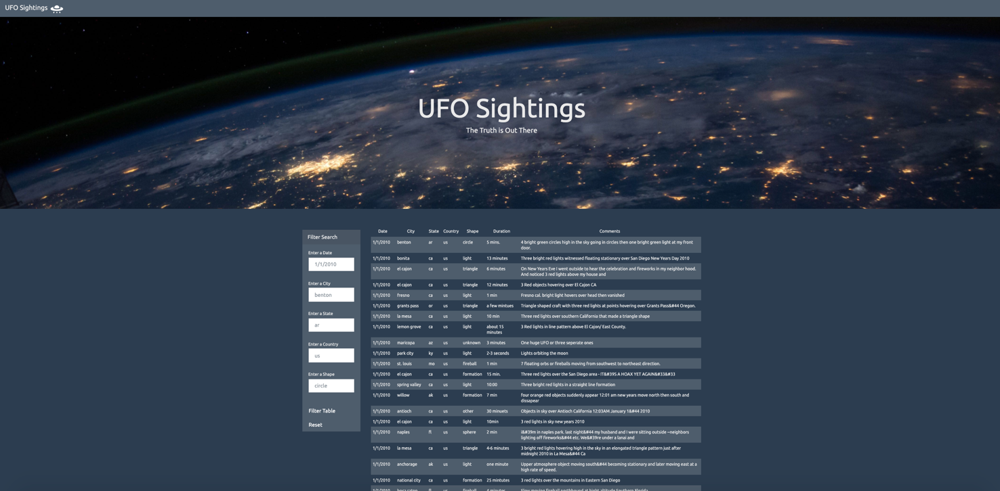 UFO Sightings
UFO Sightings
The Truth is Out There
Filter Search
Enter a Date
1/1/2010
Enter a City
benton
Enter a State
ar
Enter a Country
us
Enter a Shape
circle
Filter Table
Reset
Date City State Country Shape Duration Comments
1/1/2010 benton ar us circle 5 mins. 4 bright green circles high in the sky going in circles then one bright green light at my front
door.
1/1/2010 bonita ca us light 13 minutes Three bright red lights witnessed floating stationary over San Diego New Years Day 2010
1/1/2010 el cajon ca us triangle 6 minutes On New Years Eve I went outside to hear the celebration and fireworks in my neighbor hood.
And noticed 3 red lights above my house and
1/1/2010 el cajon ca us triangle 12 minutes 3 Red objects hovering over El Cajon CA
1/1/2010 fresno ca us light 1 min Fresno cal. bright light hovers over head then vanished
1/1/2010 grants pass or us triangle a few mintues Triangle shaped craft with three red lights at points hovering over Grants Pass&#44 Oregon.
1/1/2010 la mesa ca us light 10 min Three red lights over southern California that made a triangle shape
1/1/2010 lemon grove ca us light about 15 3 Red lights in line pattern above El Cajon/ East County.
minutes
1/1/2010 maricopa az us unknown 3 minutes One huge UFO or three seperate ones
1/1/2010 park city ky us light 2-3 seconds Lights orbiting the moon
1/1/2010 st. louis mo us fireball 1 min 7 floating orbs or fireballs moving from southwest to northeast direction.
1/1/2010 el cajon ca us formation 15 min. Three red lights over the San Diego area - IT&#39S A HOAX YET AGAIN&#33&#33
1/1/2010 spring valley ca us light 10:00 Three bright red lights in a straight line formation
1/1/2010 willow ak us formation 7 min four orange red objects suddenly appear 12:01 am new years move north then south and
dissapear
1/1/2010 antioch ca us other 30 minuets Objects in sky over Antioch California 12:03AM January 1&#44 2010
1/1/2010 el cajon ca us light 10min 3 red lights in sky new years 2010
1/1/2010 naples fl us sphere 2 min i&#39m in naples park. last night&#44 my husband and I were sitting outside --neighbors
lighting off fireworks&#44 etc. We&#39re under a lanai and
1/1/2010 la mesa ca us triangle 4-6 minutes 3 bright red lights hovering high in the sky in an elongated triangle pattern just after
midnight 2010 in La Mesa&#44 Ca
1/1/2010 anchorage ak us light one minute Upper atmosphere object moving south&#44 becoming stationary and later moving east at a
high rate of speed.
1/1/2010 national city ca us formation 25 mintutes 3 red lights over the mountains in Eastern San Diego
1/1/2010 boca raton fl us fireball 4 minutes Slow moving fireball northbound at hight altitude Southern Florida